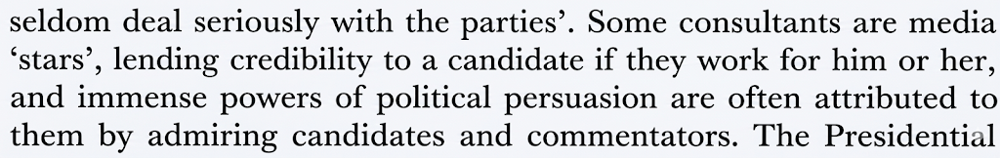 seldom deal seriously with the parties’. Some consultants are media
‘stars’, lending credibility to a candidate if they work for him or her,
and immense powers of political persuasion are often attributed to
them by admiring candidates and commentators. The Presidential